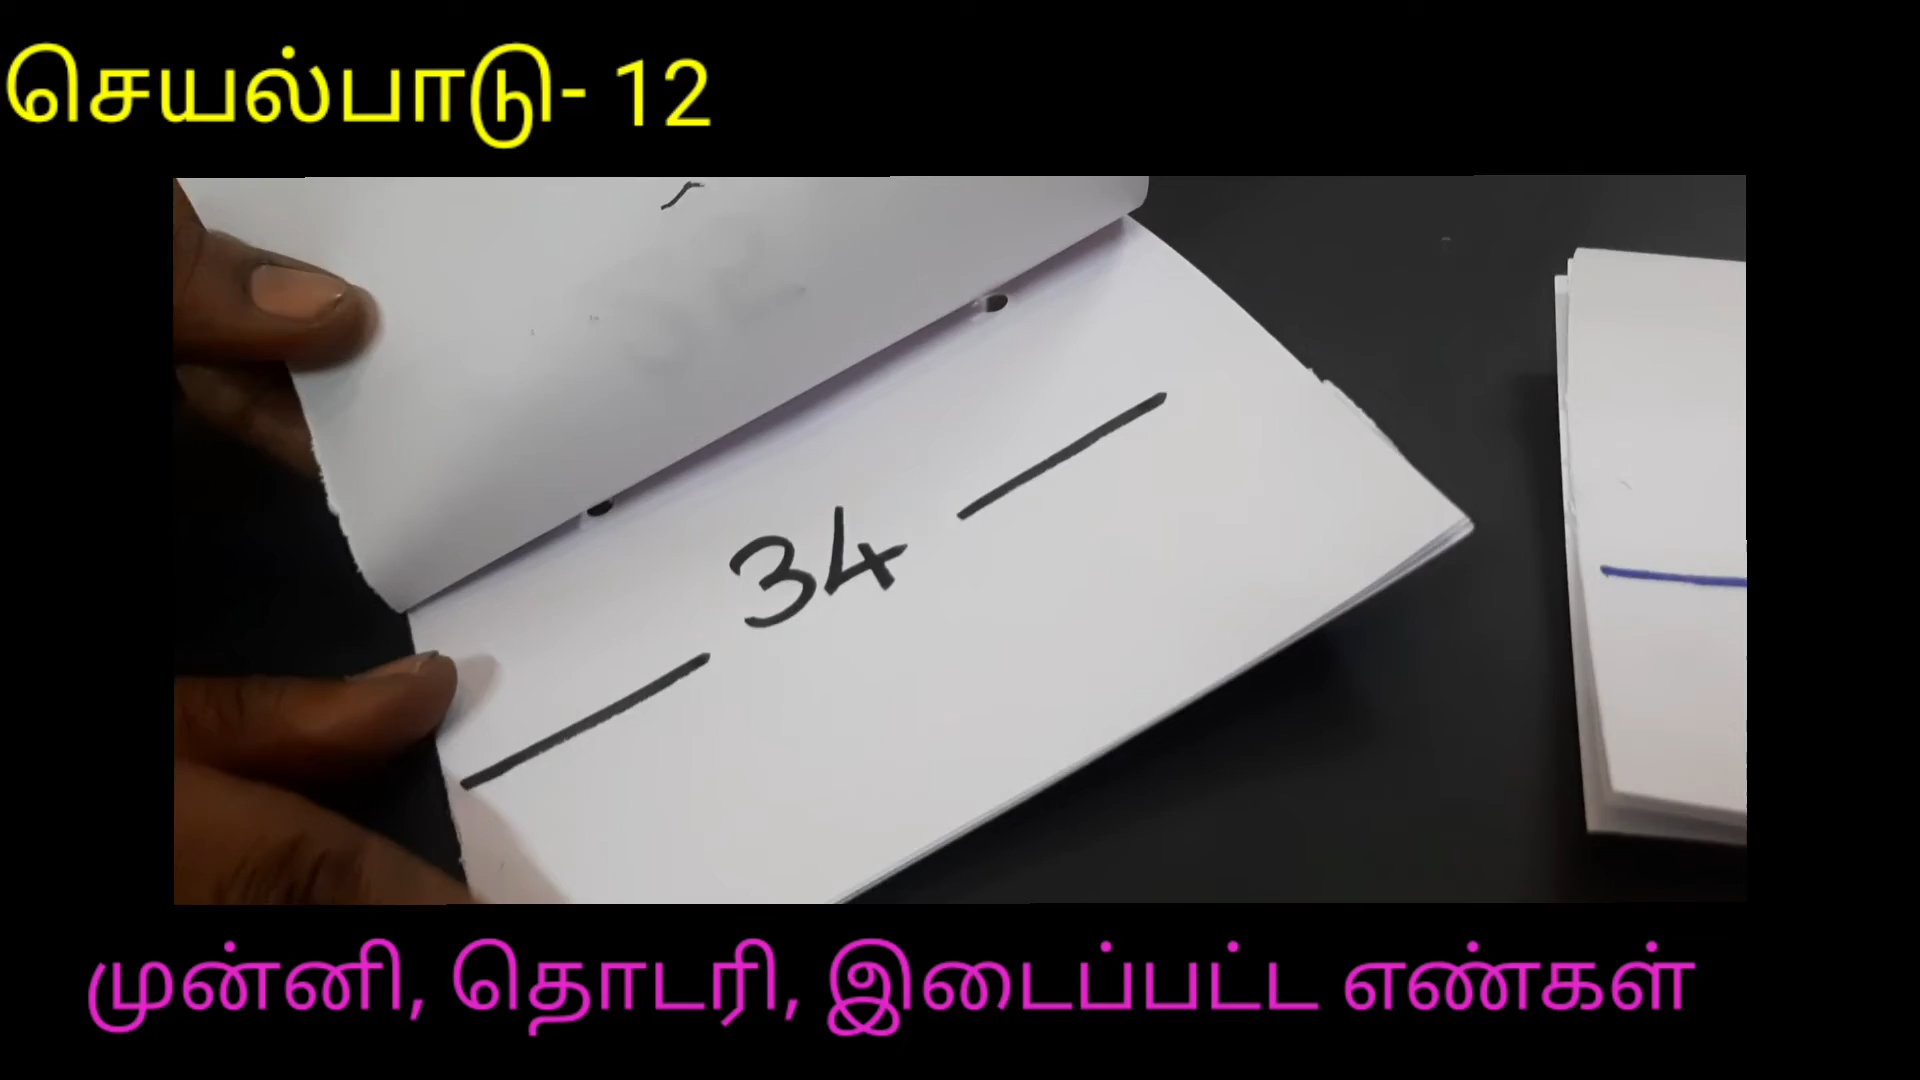 செயல்பாடு- 12
34
முன்னி, தொடரி, இடைப்பட்ட எண்கள்